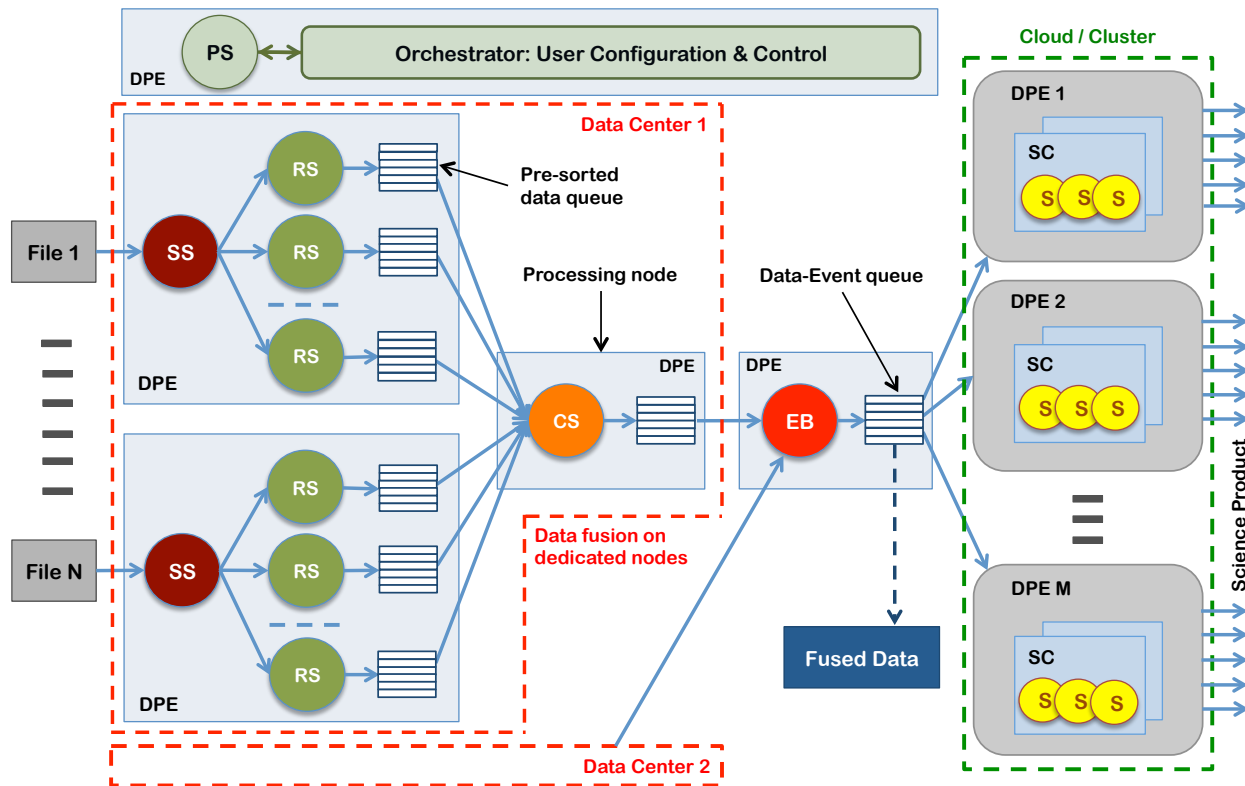 PS
Orchestrator: User Configuration & Control
DPE
Cloud / Cluster
Data Center 1
File 1
SS
RS
RS
RS
DPE
Pre-sorted
data queue
Processing node
Data-Event queue
File N
SS
RS
RS
RS
DPE
DPE
CS
DPE
EB
Data fusion on
dedicated nodes
Data Center 2
Fused Data
DPE 1
SC
S S S
DPE 2
SC
S S S
DPE M
SC
S S S
Science Product